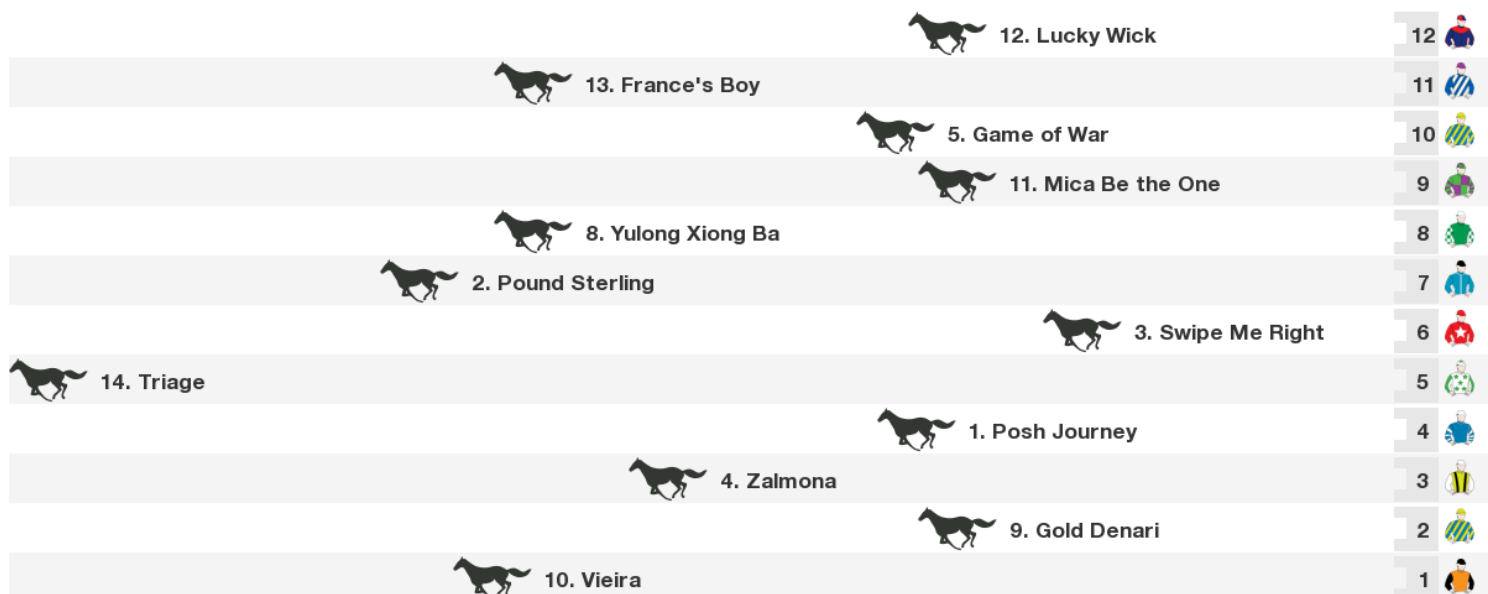 12. Lucky Wick 12
13. France's Boy 11
5. Game of War 10
11. Mica Be the One 9
8. Yulong Xiong Ba 8
2. Pound Sterling 7
3. Swipe Me Right 6
14. Triage 5
1. Posh Journey 4
4. Zalmona 3
9. Gold Denari 2
10. Vieira 1